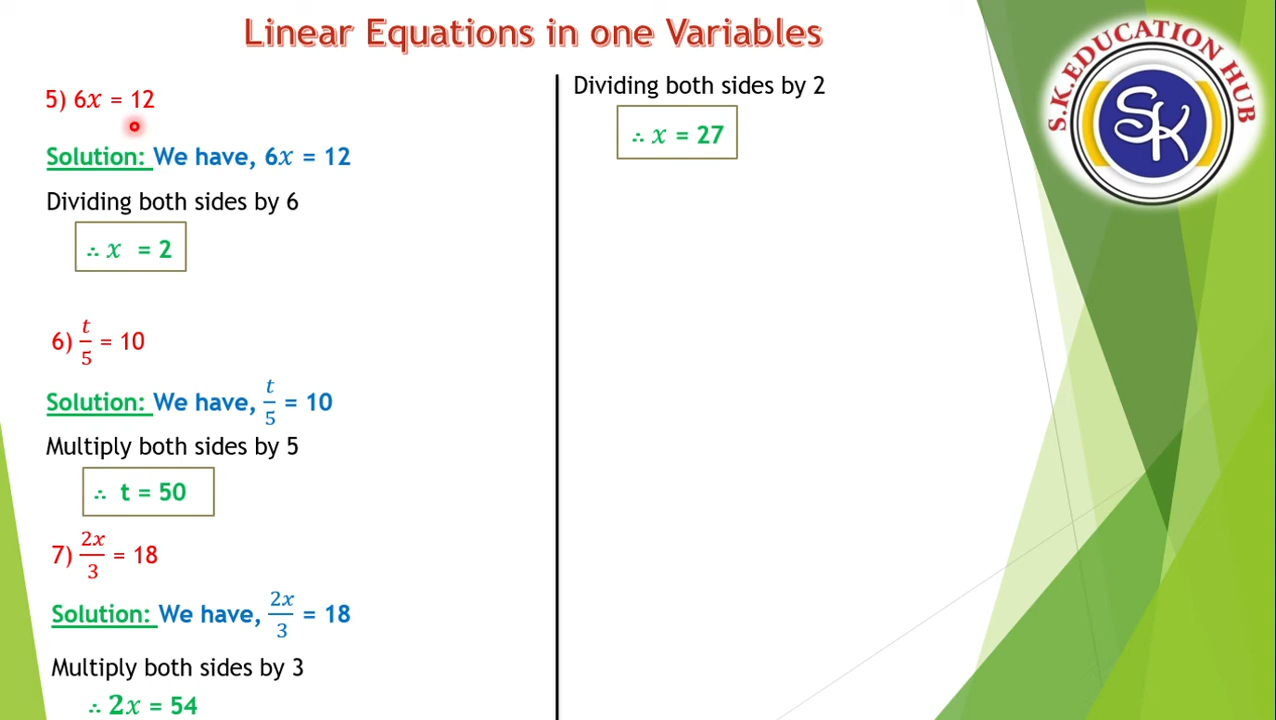 Linear Equations in one Variables
5) 6x = 12
Solution: We have, 6x = 12
Dividing both sides by 6
∴ x = 2
6) t/5 = 10
Solution: We have, t/5 = 10
Multiply both sides by 5
∴ t = 50
7) 2x/3 = 18
Solution: We have, 2x/3 = 18
Multiply both sides by 3
∴ 2x = 54
Dividing both sides by 2
∴ x = 27
S.K.EDUCATION HUB
SK